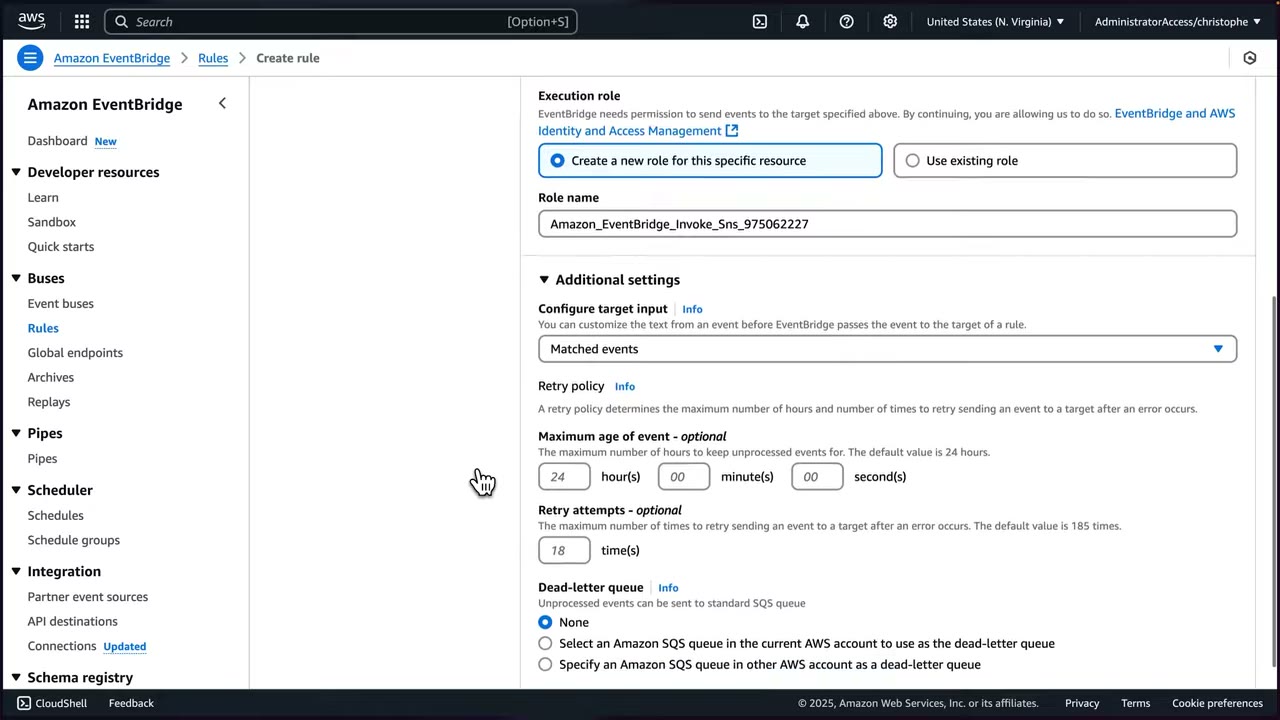 aws
Search [Option+S]
United States (N. Virginia) ▼
AdministratorAccess/christophe ▼
Amazon EventBridge > Rules > Create rule
Amazon EventBridge
Dashboard New
Developer resources
Learn
Sandbox
Quick starts
Buses
Event buses
Rules
Global endpoints
Archives
Replays
Pipes
Pipes
Scheduler
Schedules
Schedule groups
Integration
Partner event sources
API destinations
Connections Updated
Schema registry
Execution role
EventBridge needs permission to send events to the target specified above. By continuing, you are allowing us to do so. EventBridge and AWS
Identity and Access Management
Create a new role for this specific resource
Use existing role
Role name
Amazon_EventBridge_Invoke_Sns_975062227
Additional settings
Configure target input | Info
You can customize the text from an event before EventBridge passes the event to the target of a rule.
Matched events
Retry policy Info
A retry policy determines the maximum number of hours and number of times to retry sending an event to a target after an error occurs.
Maximum age of event - optional
The maximum number of hours to keep unprocessed events for. The default value is 24 hours.
24 hour(s) 00 minute(s) 00 second(s)
Retry attempts - optional
The maximum number of times to retry sending an event to a target after an error occurs. The default value is 185 times.
18 time(s)
Dead-letter queue | Info
Unprocessed events can be sent to standard SQS queue
None
Select an Amazon SQS queue in the current AWS account to use as the dead-letter queue
Specify an Amazon SQS queue in other AWS account as a dead-letter queue
CloudShell Feedback
© 2025, Amazon Web Services, Inc. or its affiliates. Privacy Terms Cookie preferences